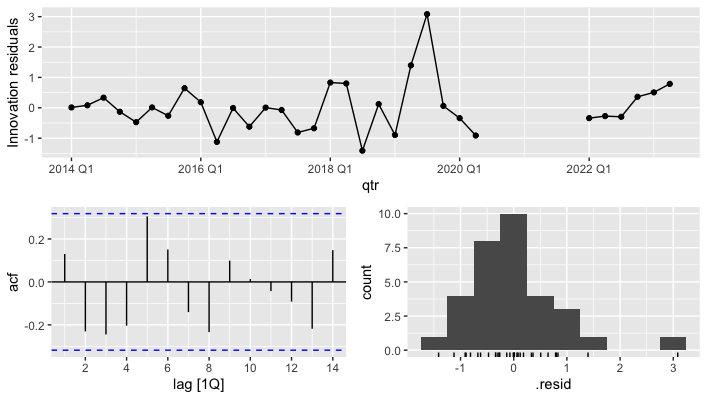 Innovation residuals
3
2
1
0
-1
2014 Q1 2016 Q1 2018 Q1 2020 Q1 2022 Q1
qtr
acf
0.2
0.0
-0.2
2 4 6 8 10 12 14
lag [1Q]
count
10.0
7.5
5.0
2.5
0.0
-1 0 1 2 3
.resid